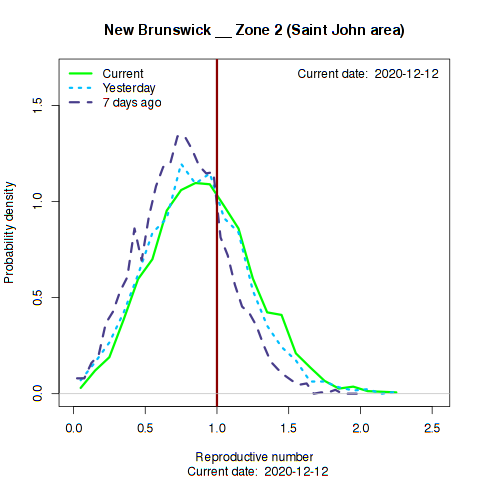 New Brunswick __ Zone 2 (Saint John area)
Current
Yesterday
7 days ago
Current date: 2020-12-12
Probability density
1.5
1.0
0.5
0.0
0.0 0.5 1.0 1.5 2.0 2.5
Reproductive number
Current date: 2020-12-12